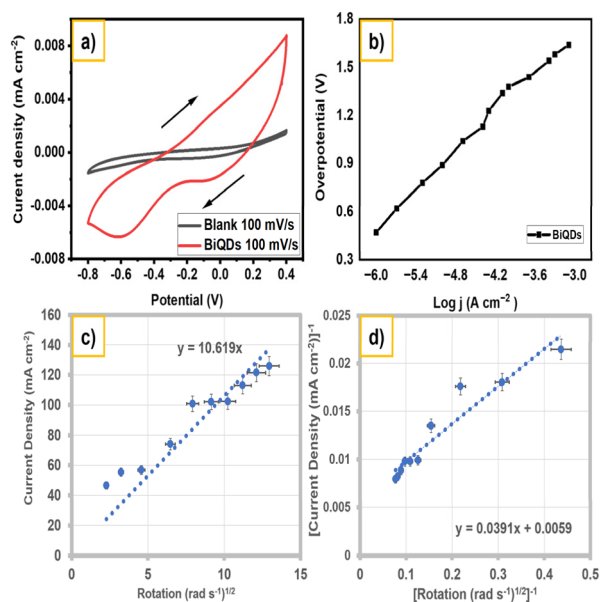 a)
Curent density (mA cm⁻²)
0.008
0.004
0.000
-0.004
-0.008
Blank 100 mV/s
BiQDs 100 mV/s
-0.8 -0.6 -0.4 -0.2 0.0 0.2 0.4
Potential (V)
b)
Overpotential (V)
1.8
1.5
1.2
0.9
0.6
0.3
BiQDs
−6.0 −5.4 −4.8 −4.2 −3.6 −3.0
Log j (A cm⁻²)
c)
Current Density (mA cm⁻²)
160
140
120
100
80
60
40
20
0
y = 10.619x
0 5 10 15
Rotation (rad s⁻¹)¹/²
d)
[Current Density (mA cm⁻²)]⁻¹
0.025
0.02
0.015
0.01
0.005
0
y = 0.0391x + 0.0059
0 0.1 0.2 0.3 0.4 0.5
[Rotation (rad s⁻¹)¹/²]⁻¹